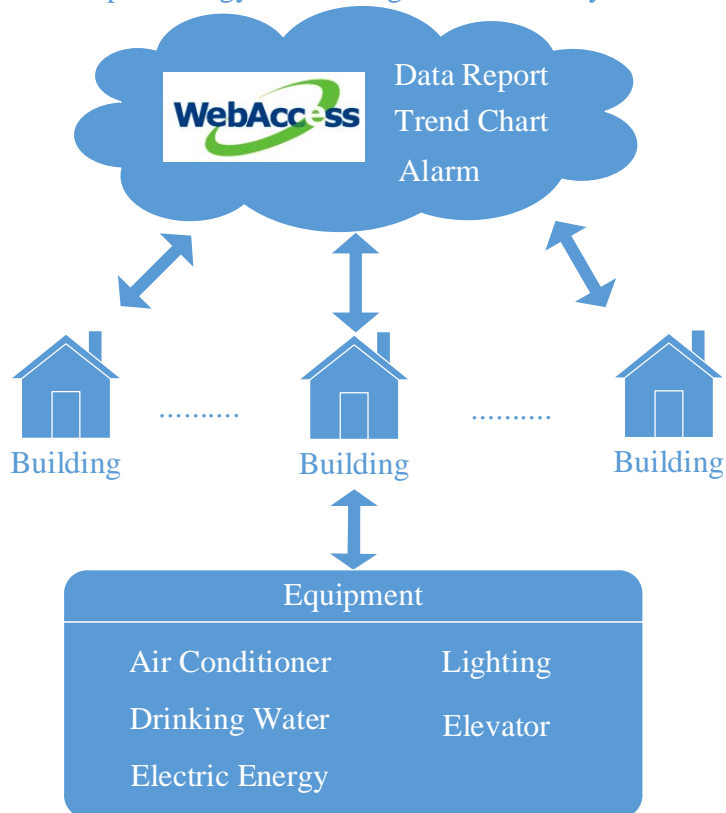 Data Report
WebAccess
Trend Chart
Alarm
.......... ..........
Building Building Building
Equipment
Air Conditioner Lighting
Drinking Water Elevator
Electric Energy